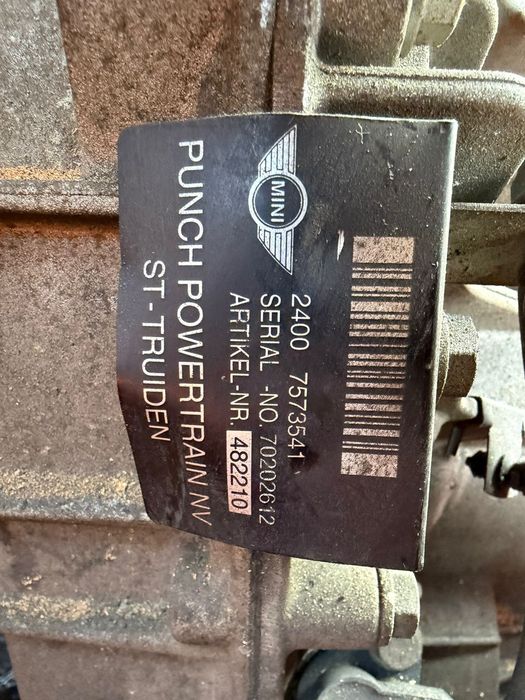 MINI
2400 7573541
SERIAL -NO. 70202612
ARTIKEL-NR. 482210
PUNCH POWERTRAIN NV
ST-TRUIDEN